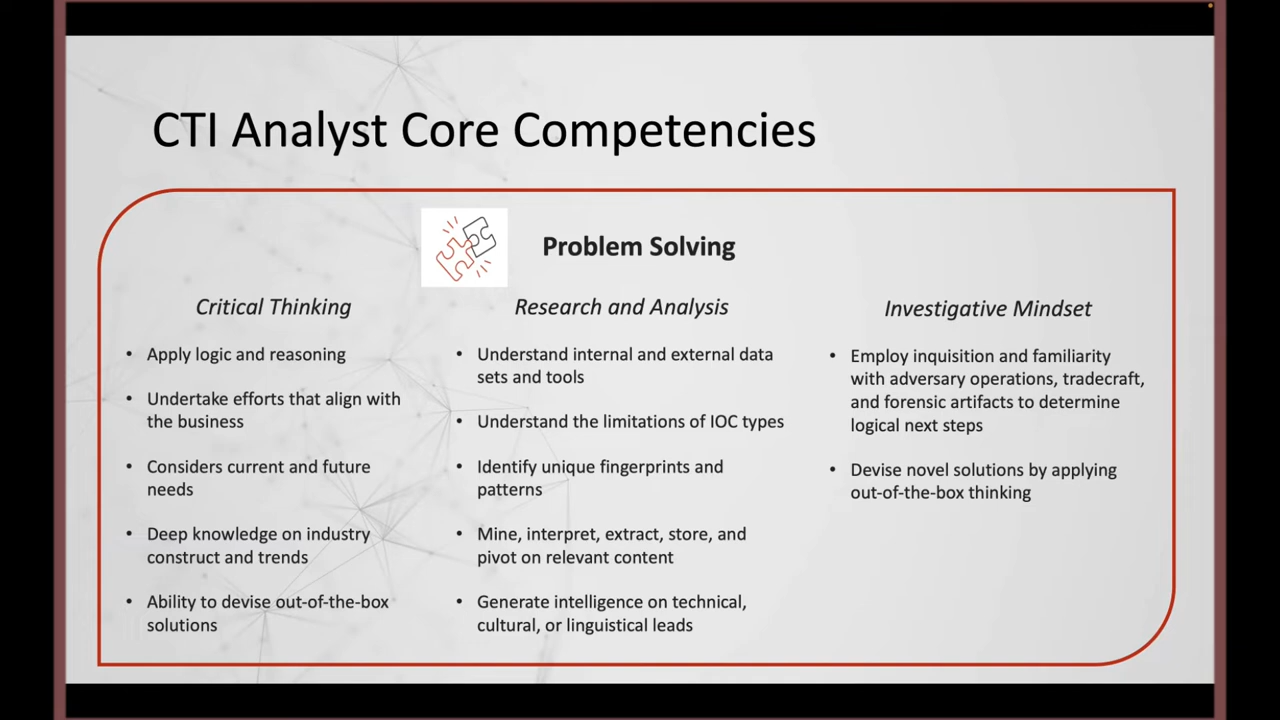 CTI Analyst Core Competencies
Problem Solving
Critical Thinking
• Apply logic and reasoning
• Undertake efforts that align with
the business
• Considers current and future
needs
• Deep knowledge on industry
construct and trends
• Ability to devise out-of-the-box
solutions
Research and Analysis
• Understand internal and external data
sets and tools
• Understand the limitations of IOC types
• Identify unique fingerprints and
patterns
• Mine, interpret, extract, store, and
pivot on relevant content
• Generate intelligence on technical,
cultural, or linguistical leads
Investigative Mindset
• Employ inquisition and familiarity
with adversary operations, tradecraft,
and forensic artifacts to determine
logical next steps
• Devise novel solutions by applying
out-of-the-box thinking